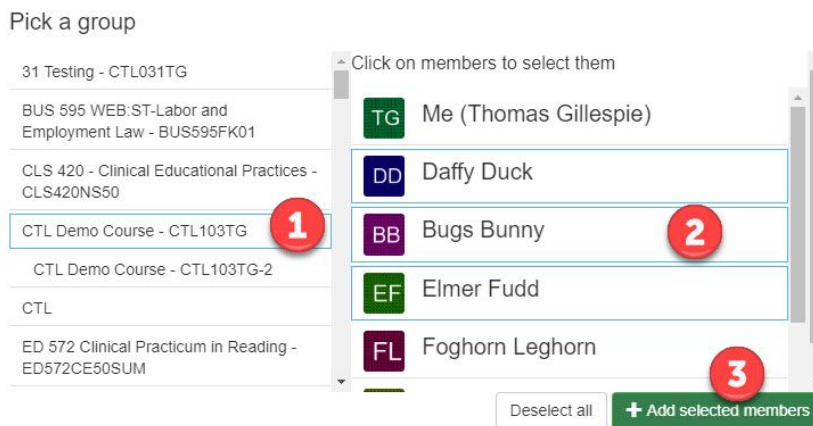 Pick a group
31 Testing - CTL031TG
BUS 595 WEB:ST-Labor and
Employment Law - BUS595FK01
CLS 420 - Clinical Educational Practices -
CLS420NS50
CTL Demo Course - CTL103TG
1
CTL Demo Course - CTL103TG-2
CTL
ED 572 Clinical Practicum in Reading -
ED572CE50SUM
Click on members to select them
TG Me (Thomas Gillespie)
DD Daffy Duck
BB Bugs Bunny
2
EF Elmer Fudd
FL Foghorn Leghorn
3
Deselect all
+ Add selected members